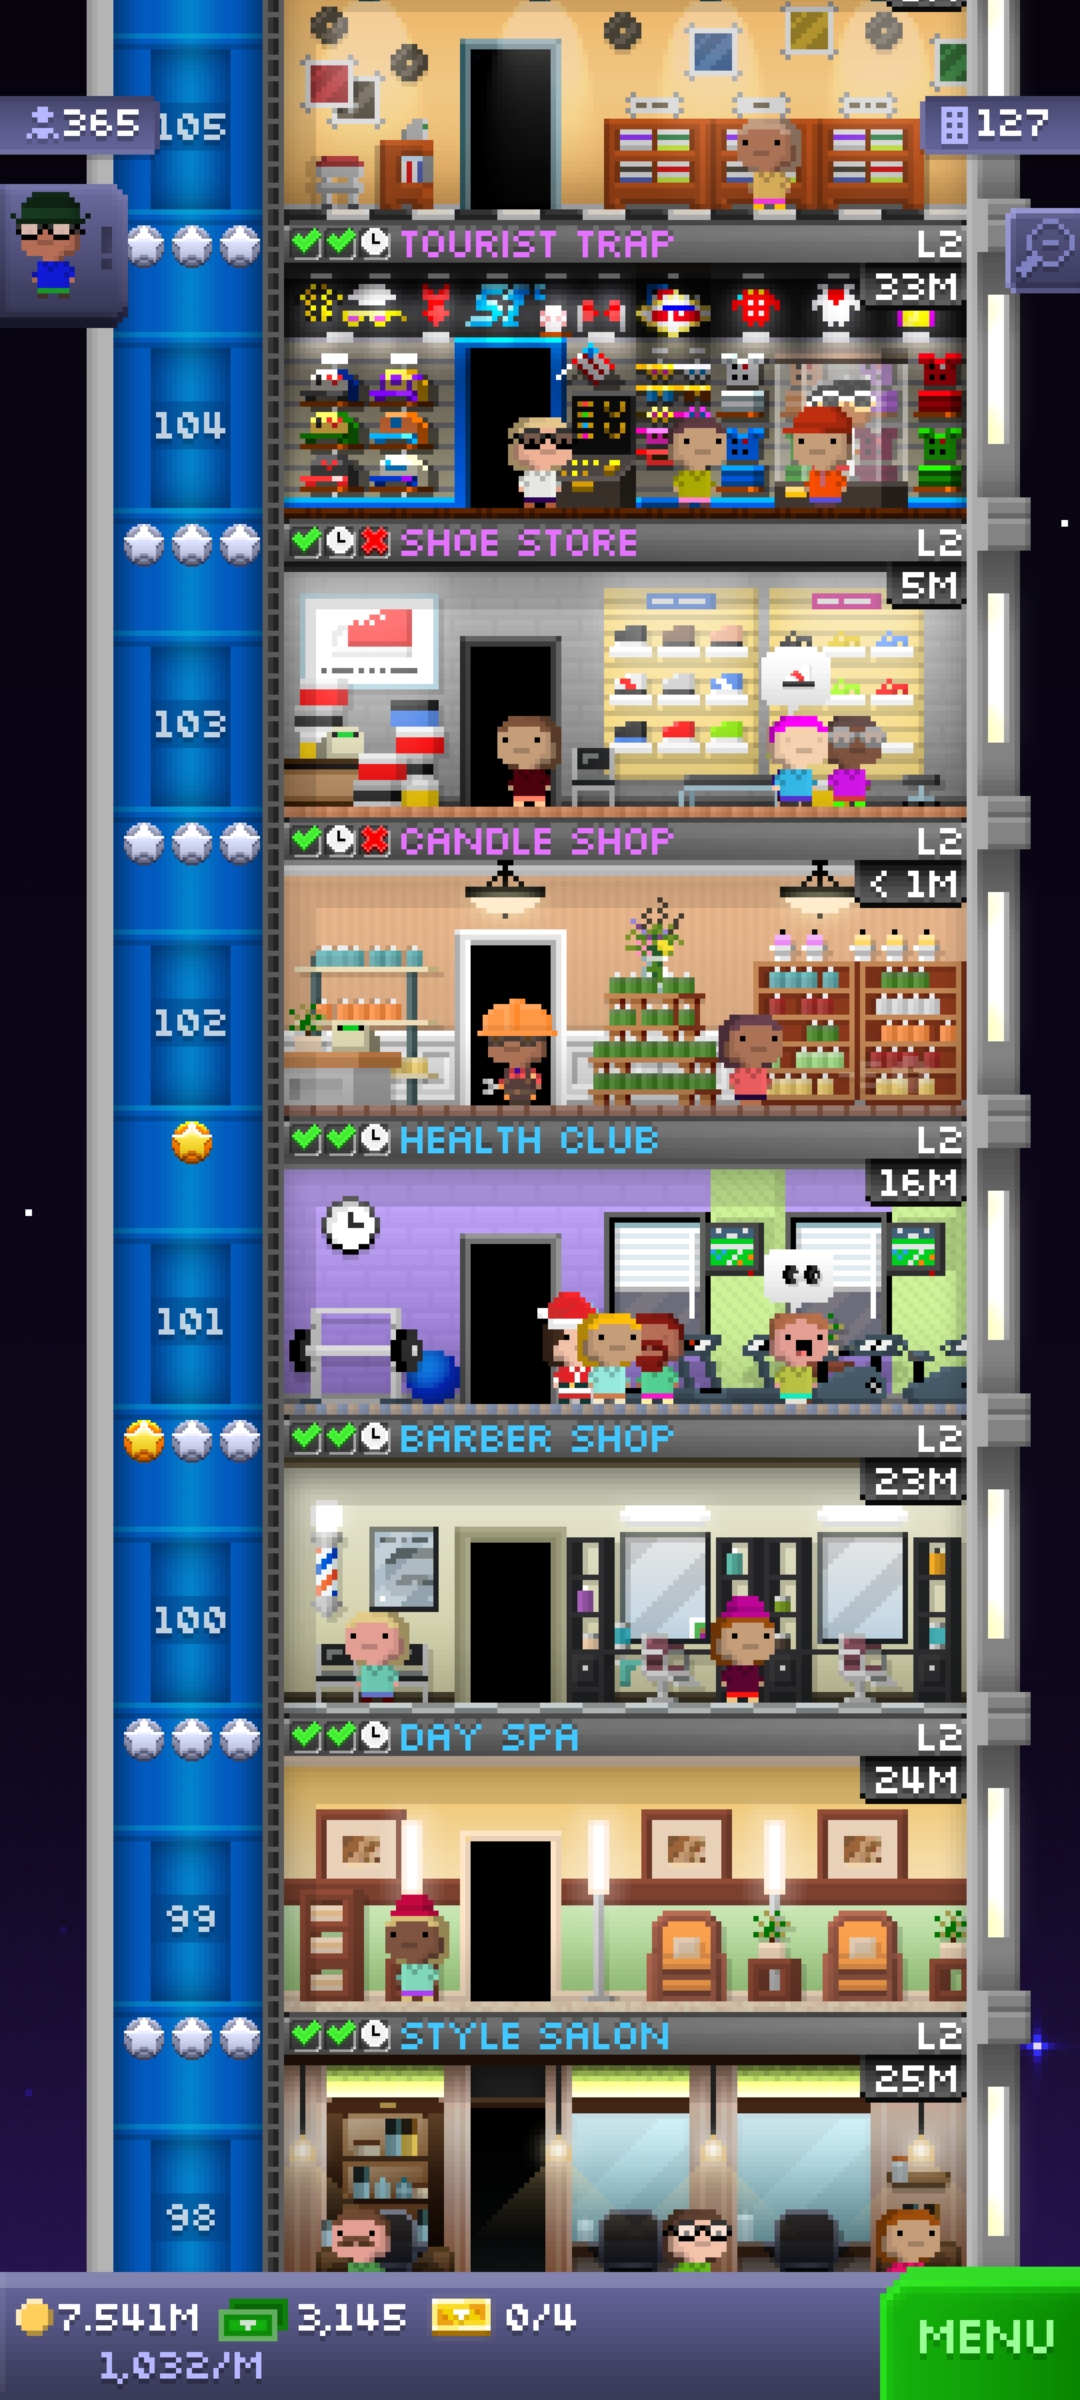 365
105
127
TOURIST TRAP L2
33M
104
SHOE STORE L2
5M
103
CANDLE SHOP L2
< 1M
102
HEALTH CLUB L2
16M
101
BARBER SHOP L2
23M
100
DAY SPA L2
24M
99
STYLE SALON L2
25M
98
7.541M 3,145 0/4
1,032/M
MENU